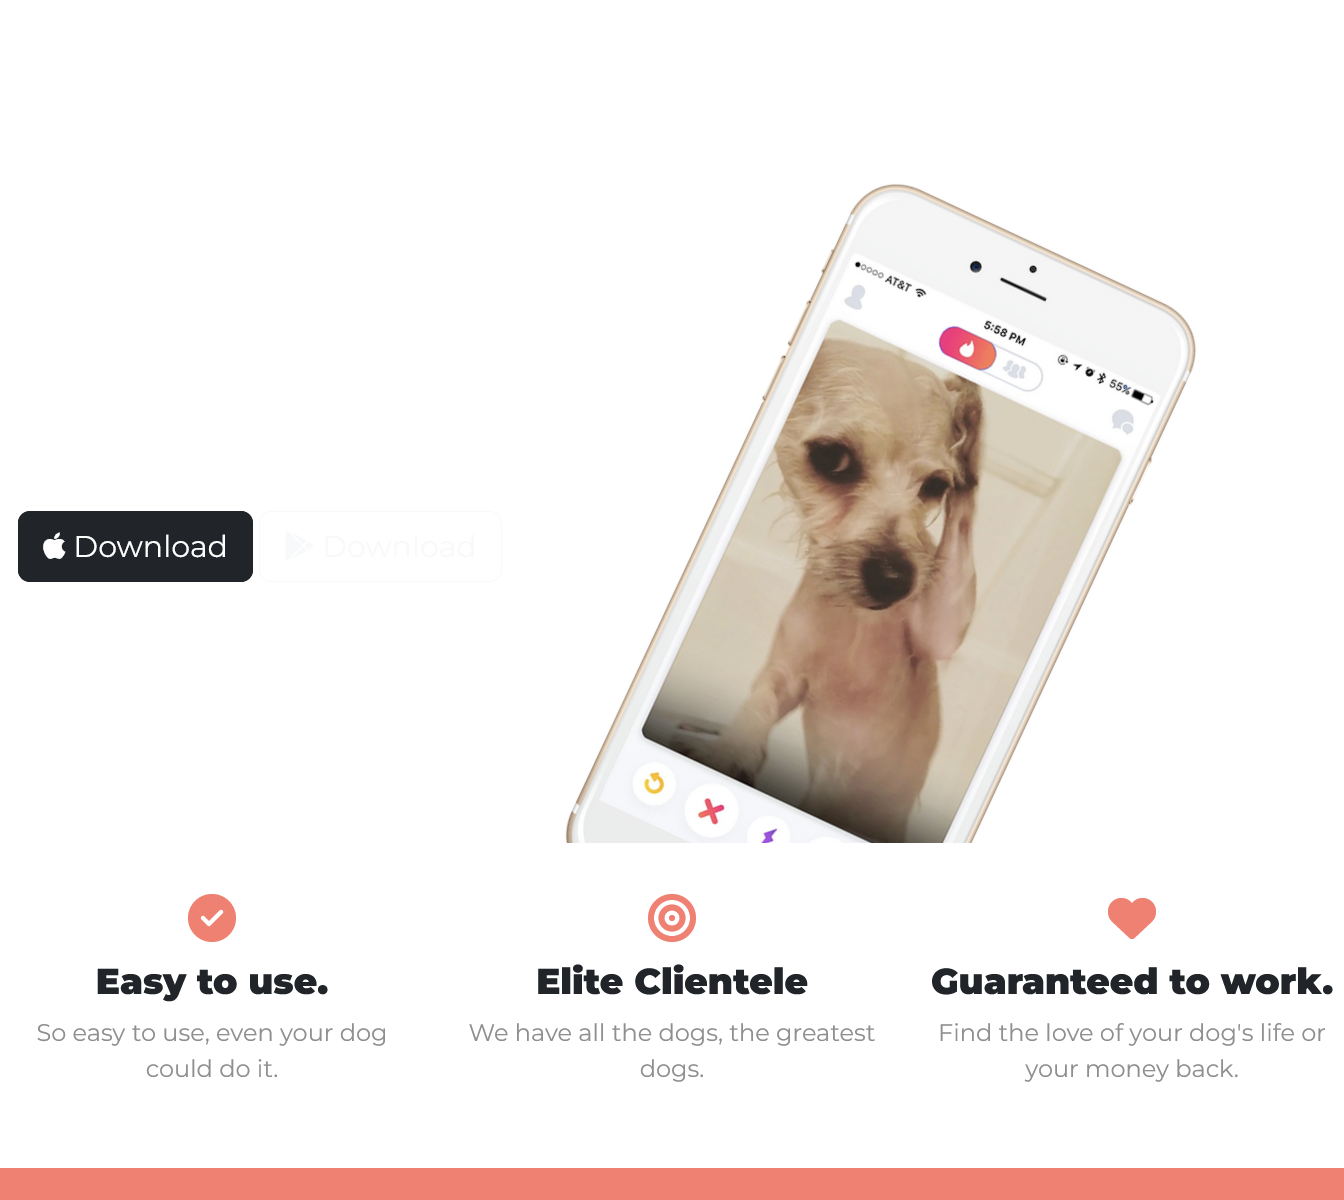 AT&T
5:58 PM
55%
Download
Download
Easy to use.
So easy to use, even your dog
could do it.
Elite Clientele
We have all the dogs, the greatest
dogs.
Guaranteed to work.
Find the love of your dog's life or
your money back.